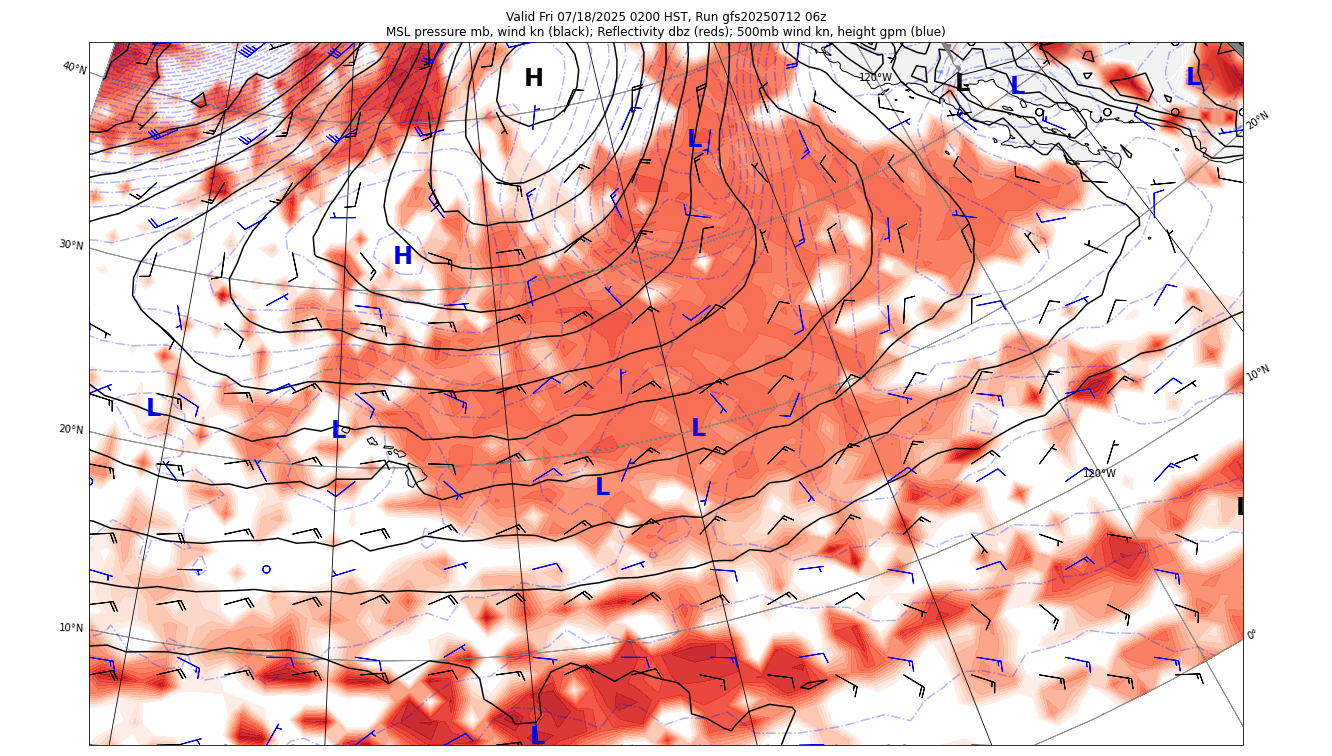 Valid Fri 07/18/2025 0200 HST, Run gfs20250712 06z
MSL pressure mb, wind kn (black); Reflectivity dbz (reds); 500mb wind kn, height gpm (blue)
40°N
H
120°W
L
L
L
20°N
L
30°N
H
10°N
L
20°N
L
L
120°W
L
L
10°N
0°
L